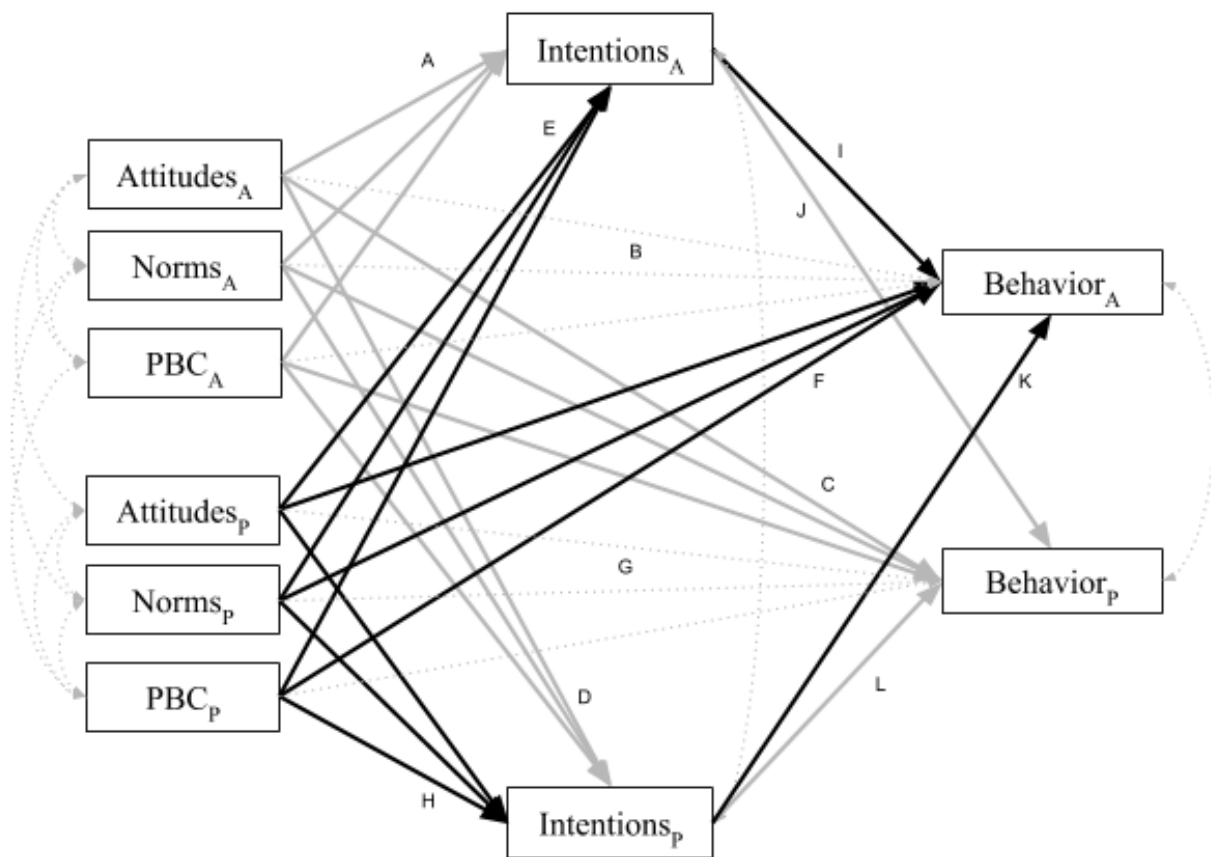 Intentions_A
A
E
Attitudes_A
I
J
Norms_A
B
Behavior_A
PBC_A
F
K
Attitudes_P
C
G
Behavior_P
Norms_P
PBC_P
D
L
H
Intentions_P